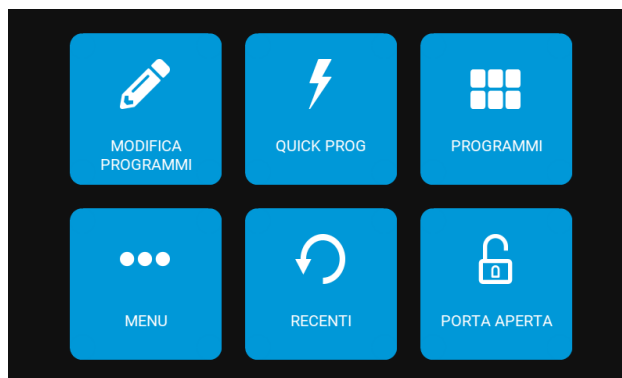 MODIFICA
PROGRAMMI
QUICK PROG
PROGRAMMI
MENU
RECENTI
PORTA APERTA